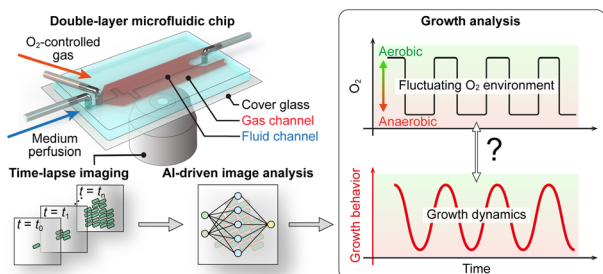 Double-layer microfluidic chip
O₂-controlled
gas
Cover glass
Gas channel
Fluid channel
Medium
perfusion
Time-lapse imaging
t = t₀
t = t₁
t = tₙ
AI-driven image analysis
Growth analysis
Aerobic
O₂
Fluctuating O₂ environment
Anaerobic
?
Growth behavior
Growth dynamics
Time